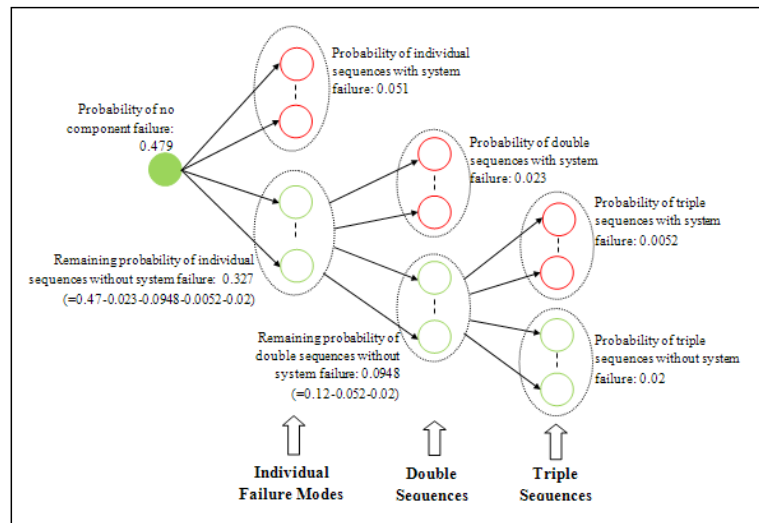 Probability of individual
sequences with system
failure: 0.051
Probability of no
component failure:
0.479
Probability of double
sequences with system
failure: 0.023
Probability of triple
sequences with system
failure: 0.0052
Remaining probability of individual
sequences without system failure: 0.327
(=0.47-0.023-0.0948-0.0052-0.02)
Remaining probability of
double sequences without
system failure: 0.0948
(=0.12-0.052-0.02)
Probability of triple
sequences without system
failure: 0.02
Individual
Failure Modes
Double
Sequences
Triple
Sequences